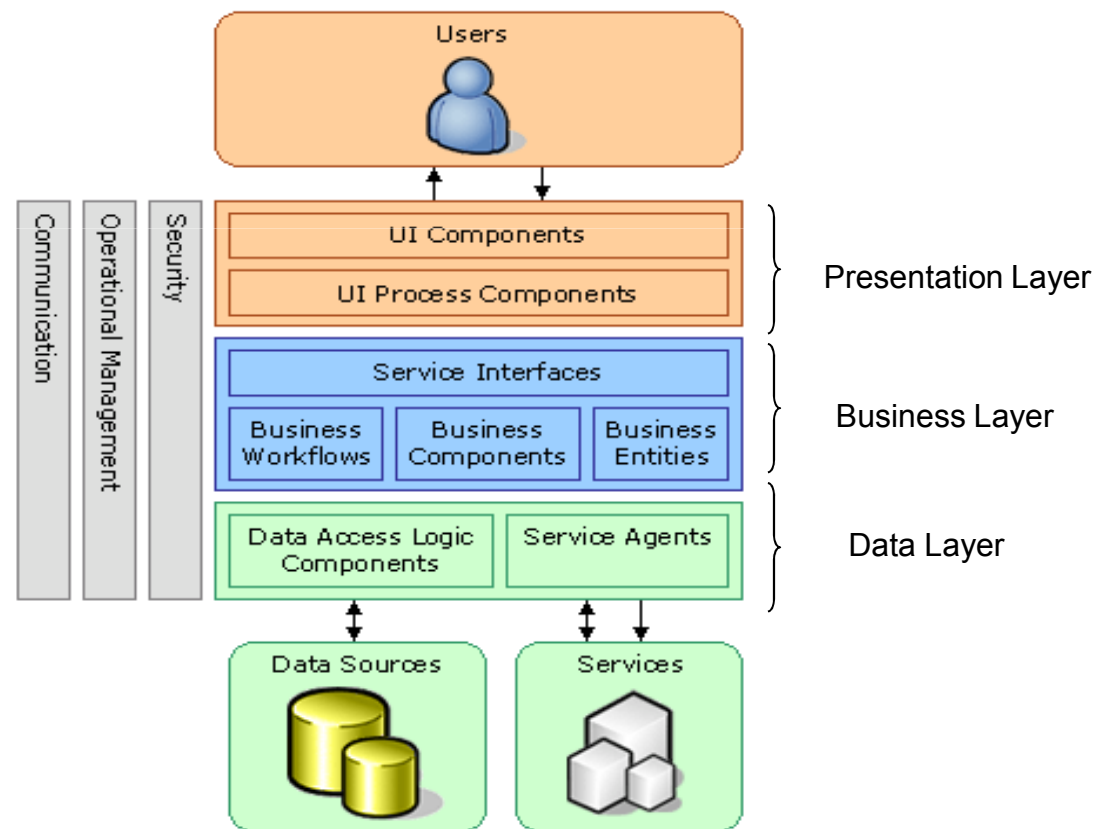 Users
Communication
Operational Management
Security
UI Components
UI Process Components
Presentation Layer
Service Interfaces
Business
Workflows
Business
Components
Business
Entities
Business Layer
Data Access Logic
Components
Service Agents
Data Layer
Data Sources
Services